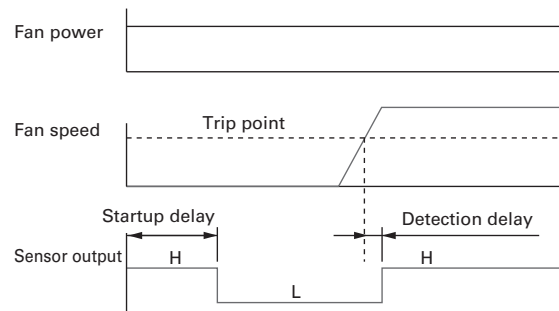 Fan power
Fan speed
Trip point
Startup delay
Detection delay
Sensor output
H
H
L